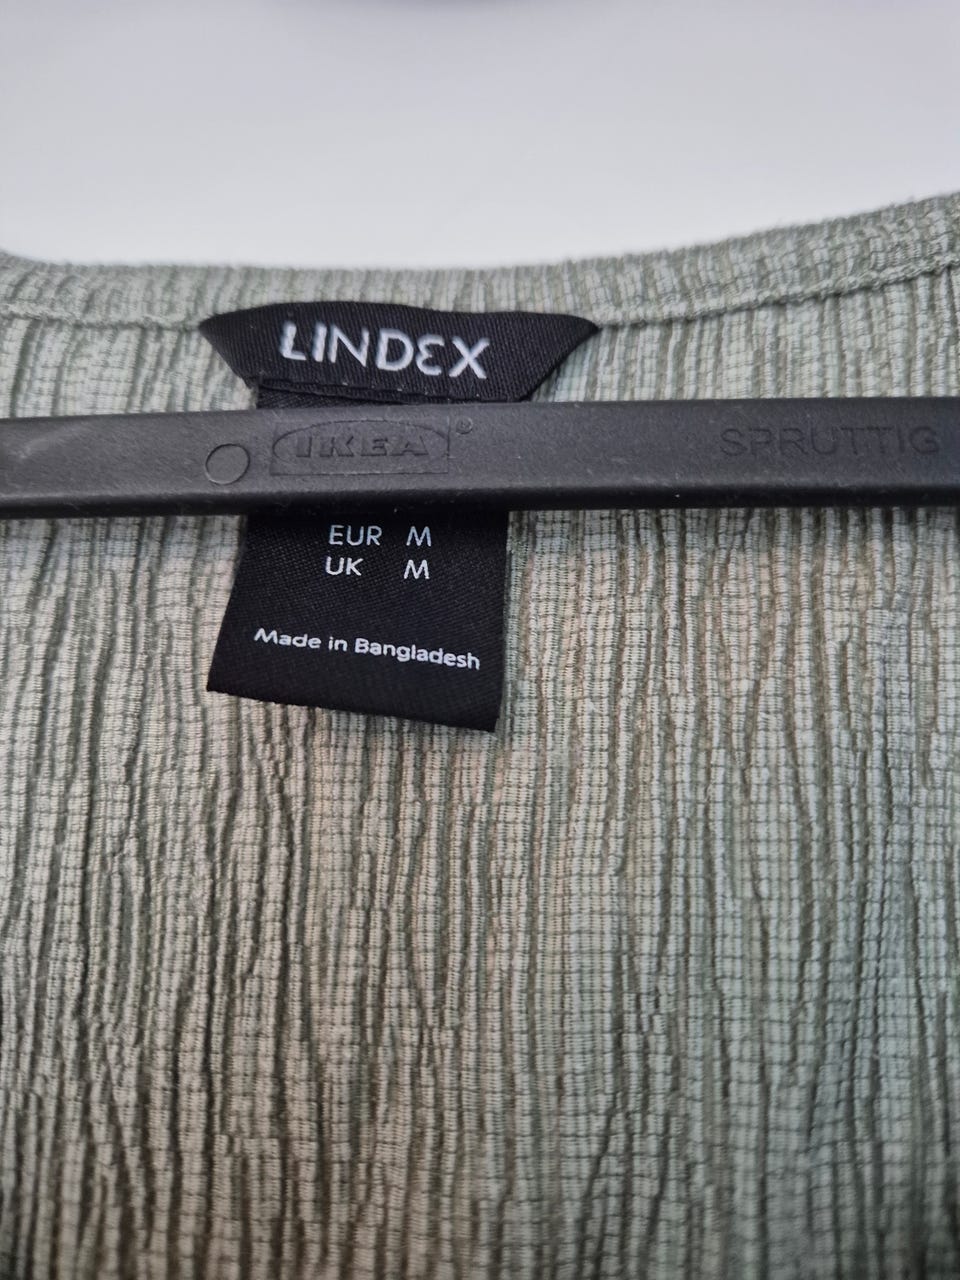 LINDEX
IKEA® SPRUTTIG
EUR M
UK M
Made in Bangladesh